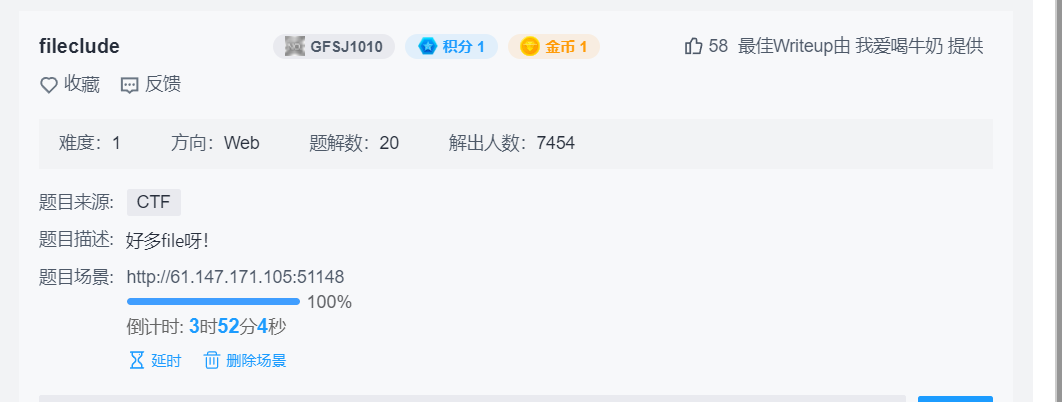 fileclude GFSJ1010 积分 1 金币 1 58 最佳Writeup由 我爱喝牛奶 提供
收藏 反馈
难度：1 方向：Web 题解数：20 解出人数：7454
题目来源： CTF
题目描述： 好多file呀！
题目场景： http://61.147.171.105:51148
100%
倒计时: 3时52分4秒
延时 删除场景